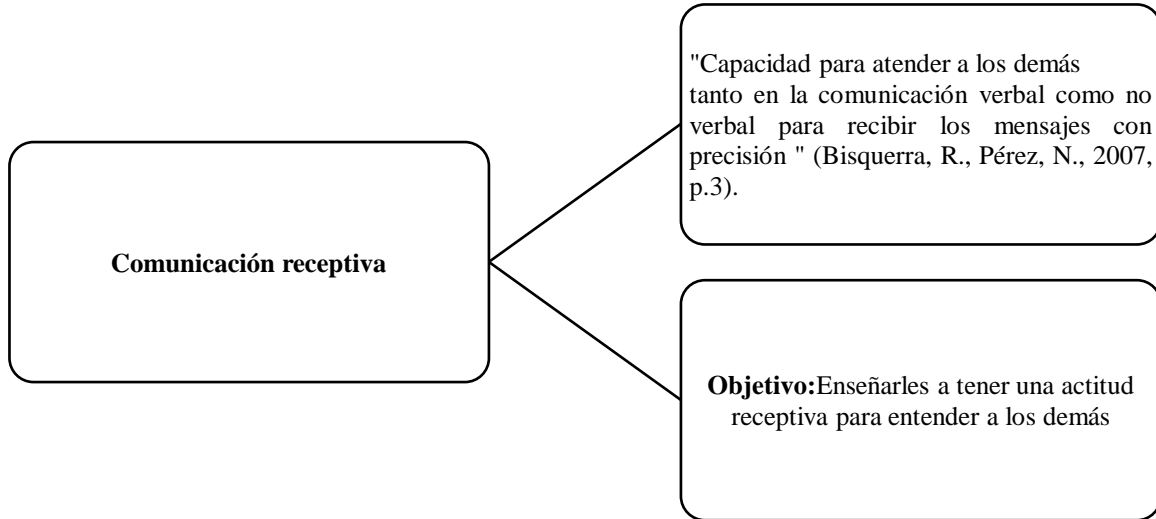 Comunicación receptiva
"Capacidad para atender a los demás
tanto en la comunicación verbal como no
verbal para recibir los mensajes con
precisión " (Bisquerra, R., Pérez, N., 2007,
p.3).
Objetivo:Enseñarles a tener una actitud
receptiva para entender a los demás